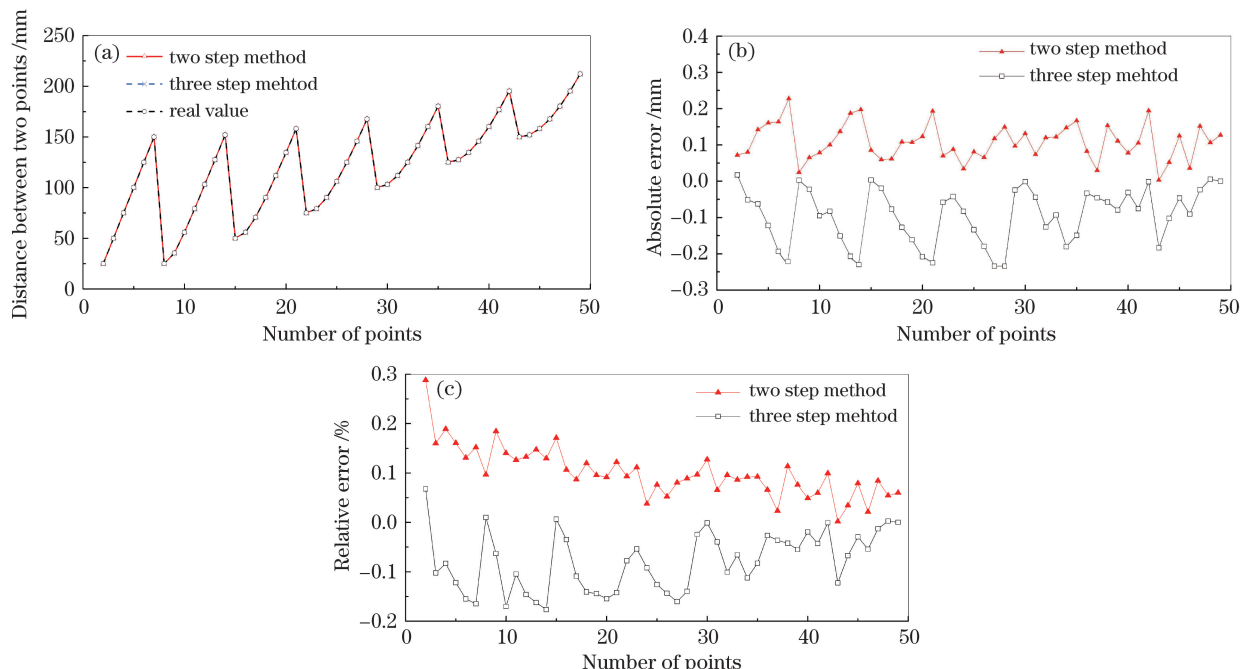 (a)
two step method
three step mehtod
real value
250
200
150
100
50
0
Distance between two points /mm
0 10 20 30 40 50
Number of points
(b)
two step method
three step mehtod
0.4
0.3
0.2
0.1
0.0
−0.1
−0.2
−0.3
Absolute error /mm
0 10 20 30 40 50
Number of points
(c)
two step method
three step mehtod
0.3
0.2
0.1
0.0
−0.1
−0.2
Relative error /%
0 10 20 30 40 50
Number of points